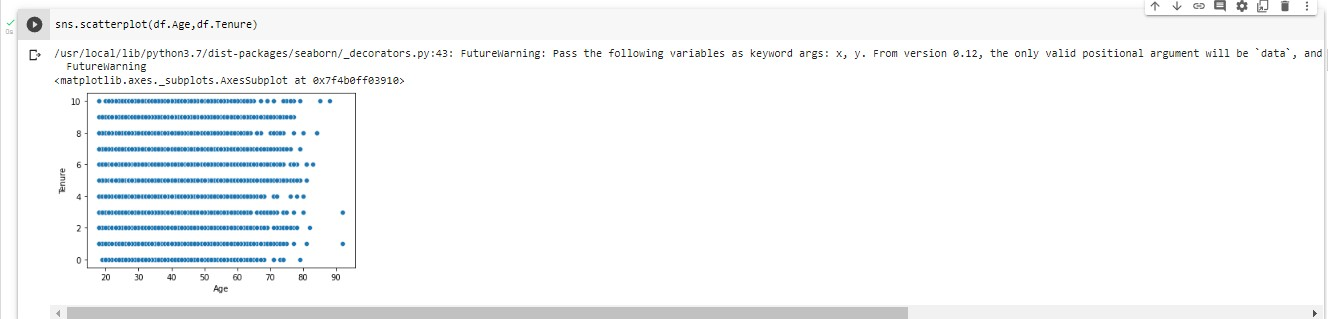 sns.scatterplot(df.Age,df.Tenure)
0s
/usr/local/lib/python3.7/dist-packages/seaborn/_decorators.py:43: FutureWarning: Pass the following variables as keyword args: x, y. From version 0.12, the only valid positional argument will be `data`, and
FutureWarning
<matplotlib.axes._subplots.AxesSubplot at 0x7f4b0ff03910>
10
8
6
Tenure
4
2
0
20 30 40 50 60 70 80 90
Age